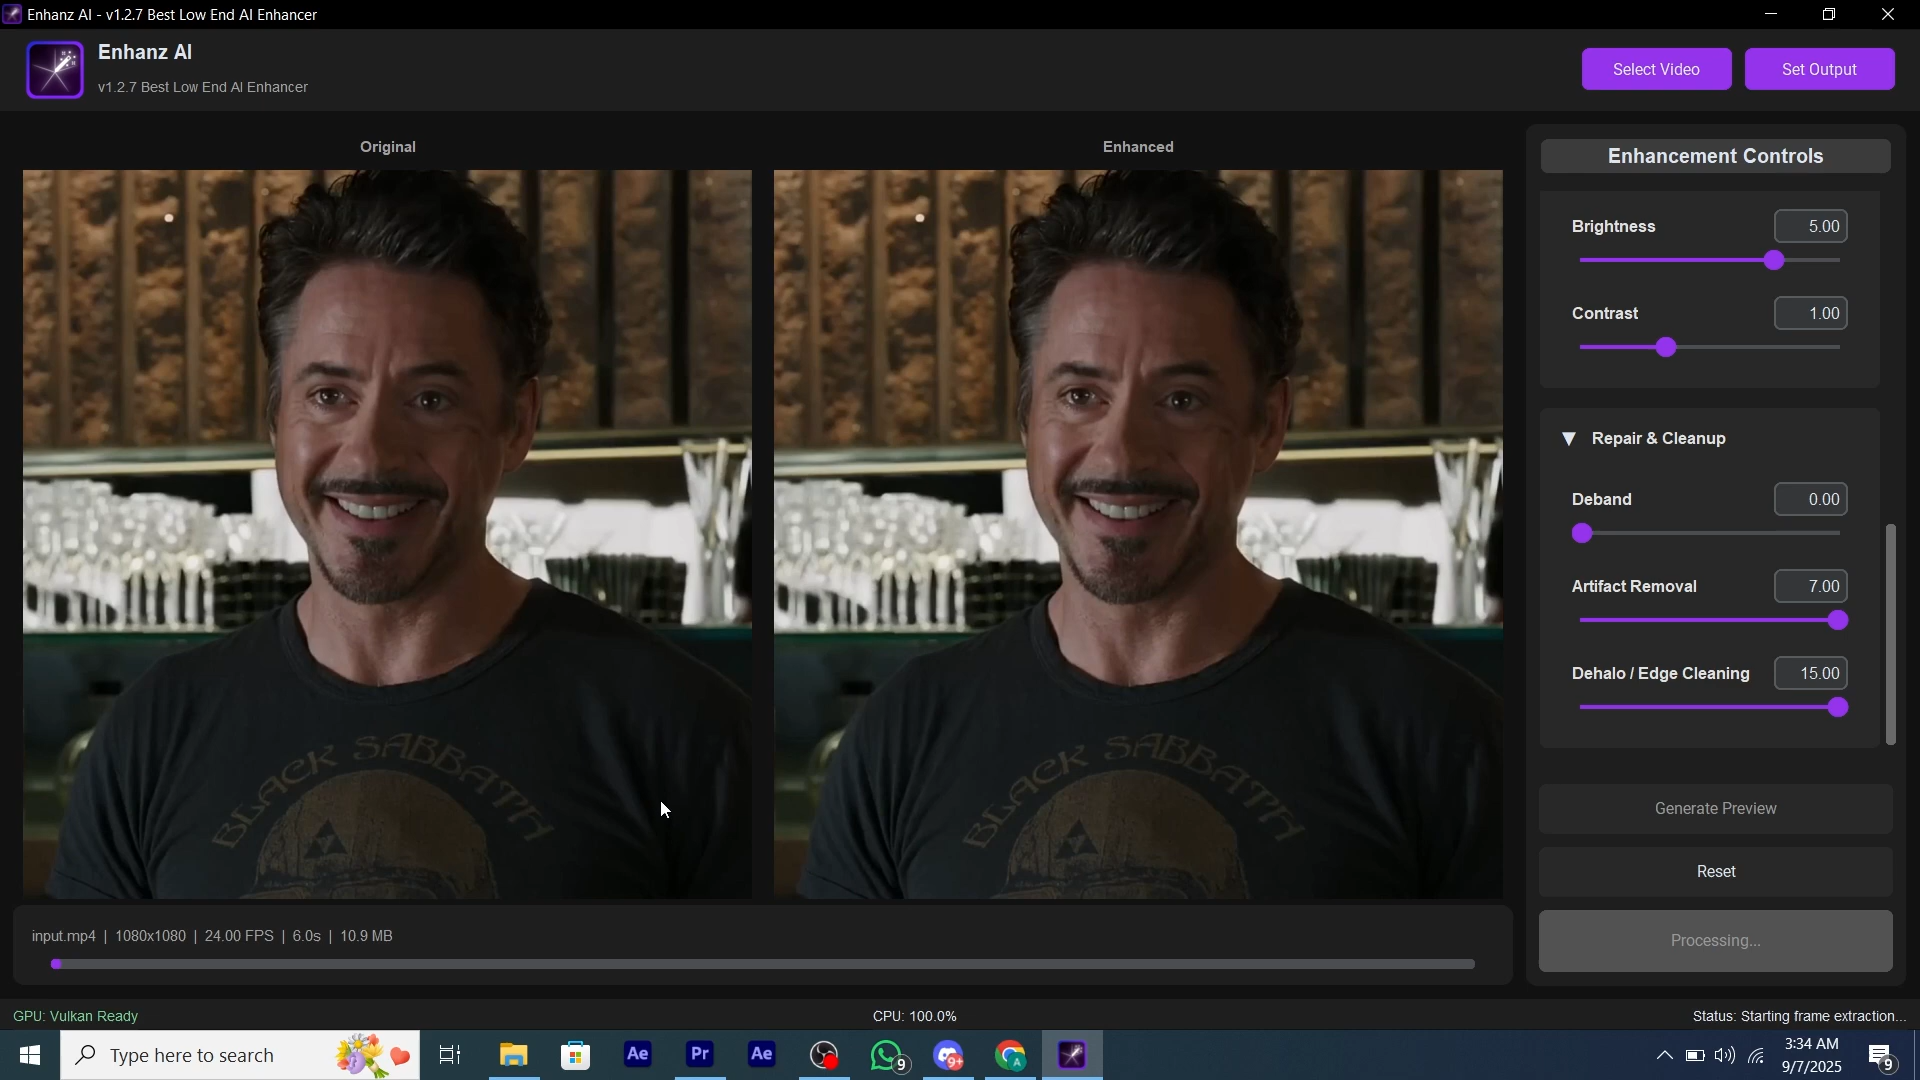 Enhanz AI - v1.2.7 Best Low End AI Enhancer
Enhanz AI
v1.2.7 Best Low End AI Enhancer
Select Video
Set Output
Original
Enhanced
BLACK SABBATH
BLACK SABBATH
Enhancement Controls
Brightness 5.00
Contrast 1.00
▼ Repair & Cleanup
Deband 0.00
Artifact Removal 7.00
Dehalo / Edge Cleaning 15.00
Generate Preview
Reset
Processing...
input.mp4 | 1080x1080 | 24.00 FPS | 6.0s | 10.9 MB
GPU: Vulkan Ready
CPU: 100.0%
Status: Starting frame extraction...
Type here to search
Ae
Pr
Ae
9
9+
A
3:34 AM
9/7/2025
9